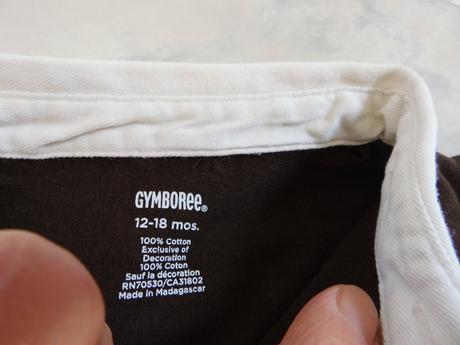 GYMBOREE®
12-18 mos.
100% Cotton
Exclusive of
Decoration
100% Coton
Sauf la décoration
RN70530/CA31802
Made in Madagascar